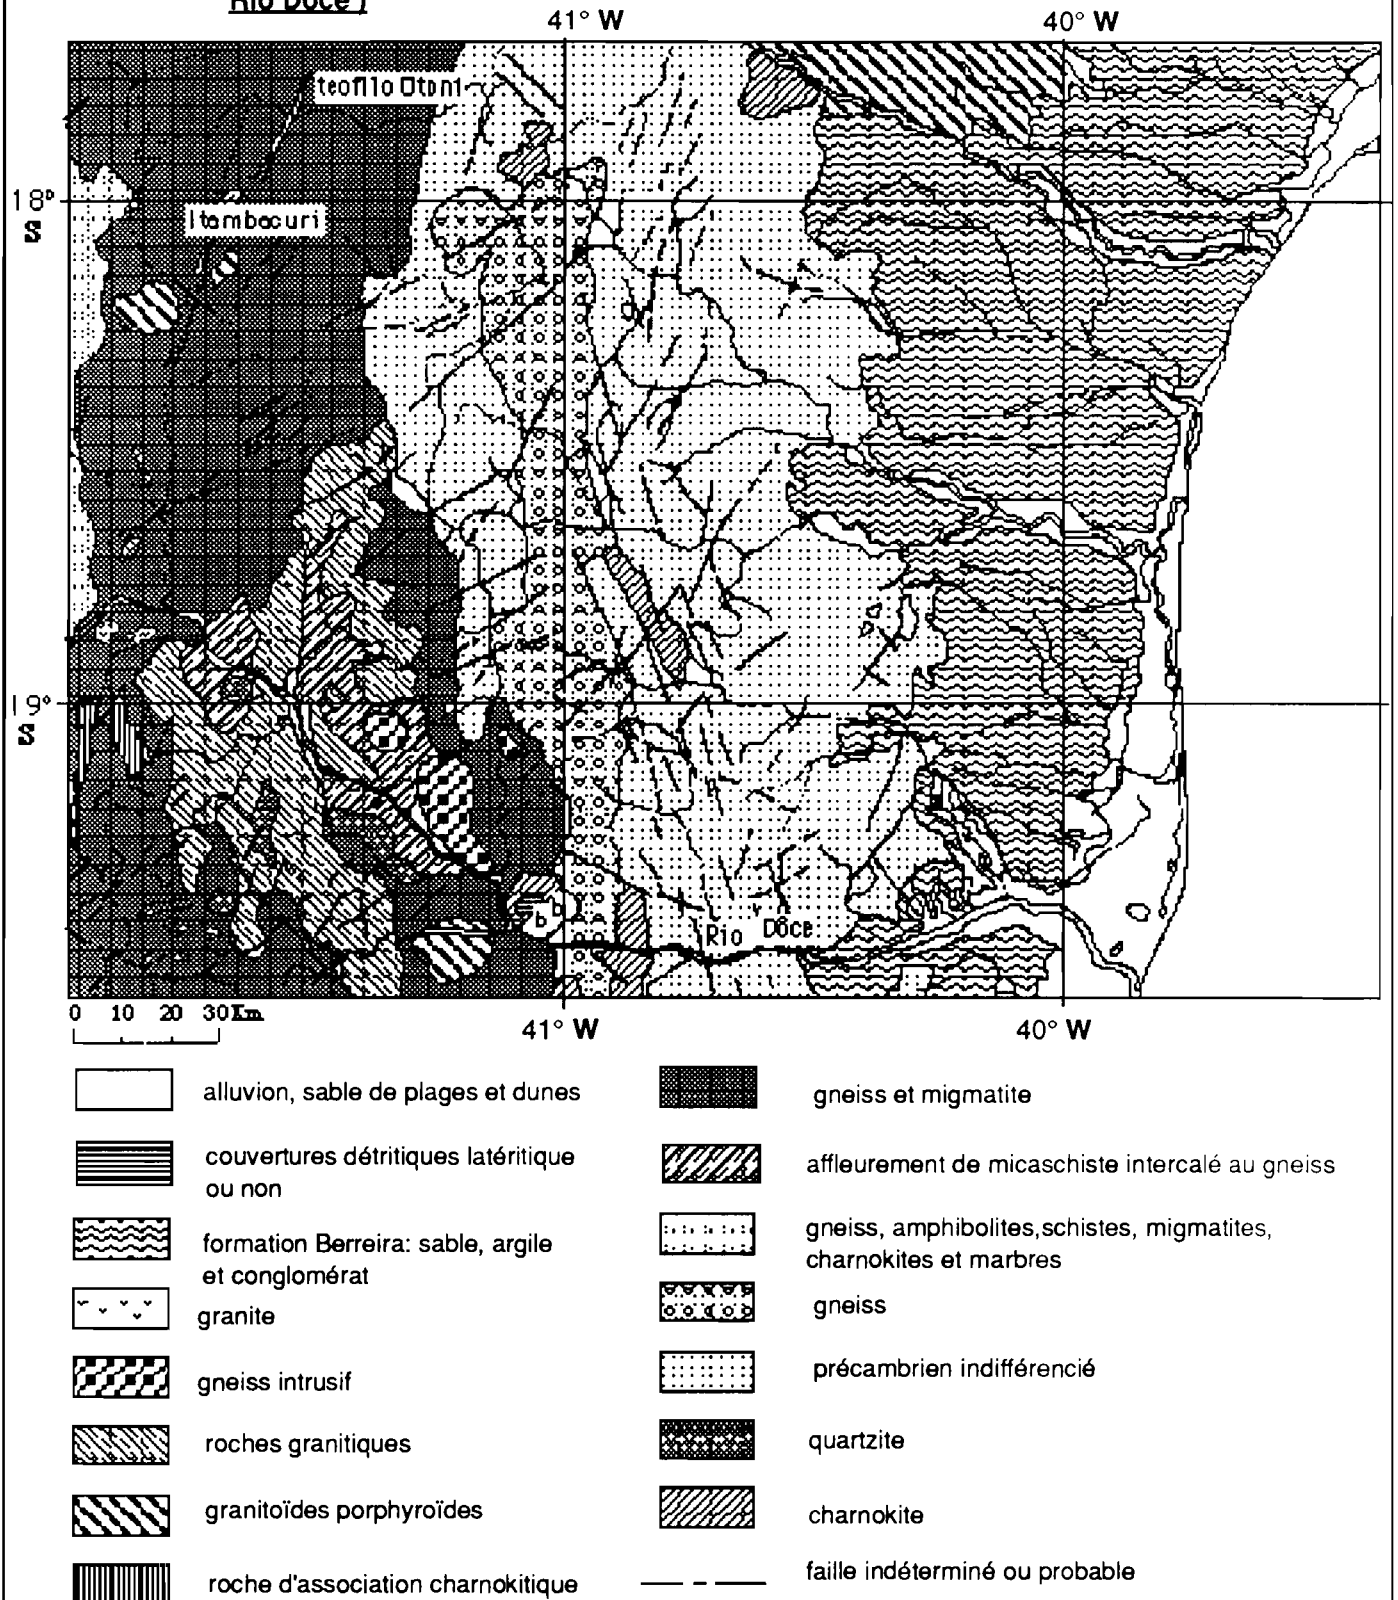 Rio Doce )
41° W 40° W
teofilo Otoni
18°
S
Itambacuri
19°
S
b b
Rio Dôce
0 10 20 30 Km
41° W 40° W
alluvion, sable de plages et dunes
couvertures détritiques latéritique
ou non
formation Berreira: sable, argile
et conglomérat
granite
gneiss intrusif
roches granitiques
granitoïdes porphyroïdes
roche d'association charnokitique
gneiss et migmatite
affleurement de micaschiste intercalé au gneiss
gneiss, amphibolites,schistes, migmatites,
charnokites et marbres
gneiss
précambrien indifférencié
quartzite
charnokite
faille indéterminé ou probable